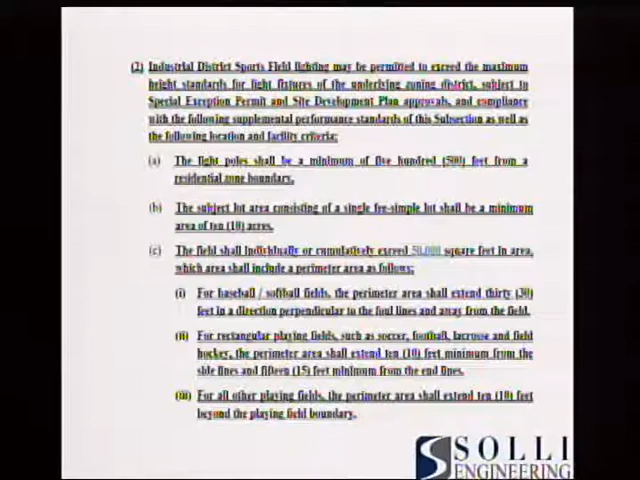 (2) Industrial District Sports Field lighting may be permitted to exceed the maximum
height standards for light fixtures of the underlying zoning district, subject to
Special Exception Permit and Site Development Plan approvals, and compliance
with the following supplemental performance standards of this Subsection as well as
the following location and facility criteria:
(a) The light poles shall be a minimum of five hundred (500) feet from a
residential zone boundary.
(b) The subject lot area consisting of a single fee-simple lot shall be a minimum
area of ten (10) acres.
(c) The field shall individually or cumulatively exceed 50,000 square feet in area,
which area shall include a perimeter area as follows:
(i) For baseball / softball fields, the perimeter area shall extend thirty (30)
feet in a direction perpendicular to the foul lines and away from the field.
(ii) For rectangular playing fields, such as soccer, football, lacrosse and field
hockey, the perimeter area shall extend ten (10) feet minimum from the
side lines and fifteen (15) feet minimum from the end lines.
(iii) For all other playing fields, the perimeter area shall extend ten (10) feet
beyond the playing field boundary.
SOLLI
ENGINEERING